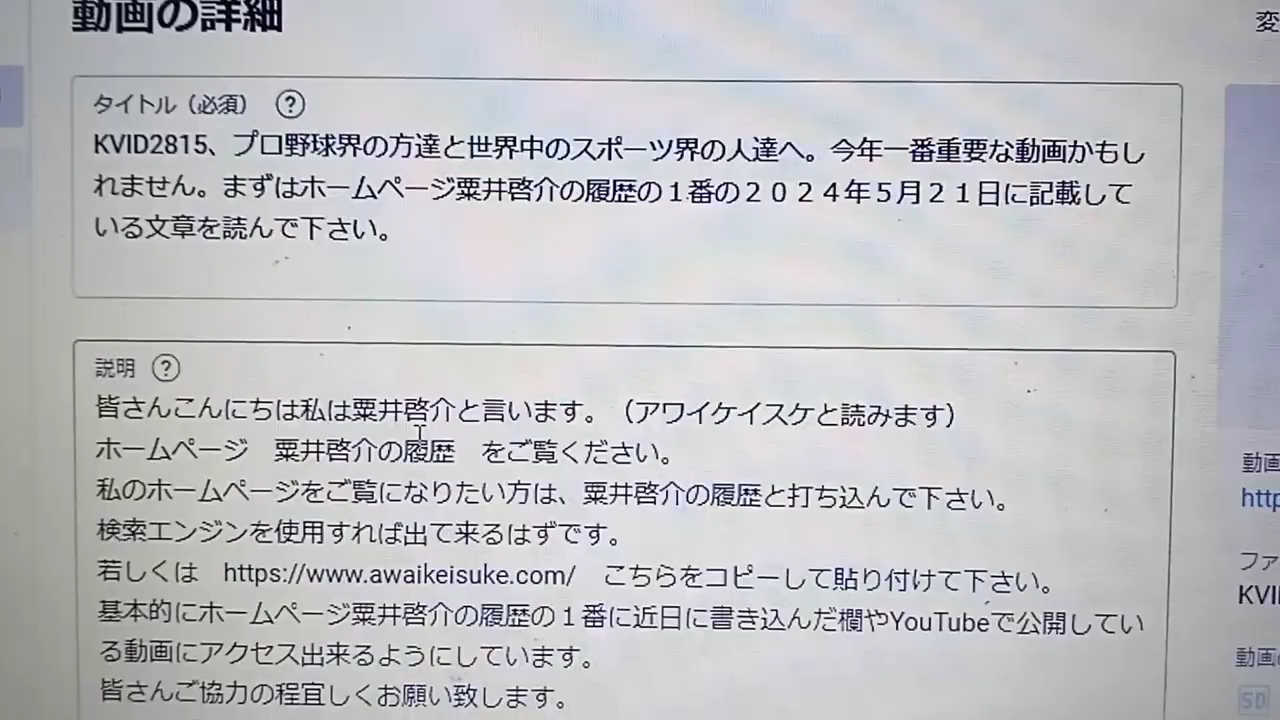 動画の詳細
変
タイトル（必須） ?
KVID2815、プロ野球界の方達と世界中のスポーツ界の人達へ。今年一番重要な動画かもし
れません。まずはホームページ粟井啓介の履歴の１番の２０２４年５月２１日に記載して
いる文章を読んで下さい。
説明 ?
皆さんこんにちは私は粟井啓介と言います。（アワイケイスケと読みます）
ホームページ　粟井啓介の履歴　をご覧ください。
私のホームページをご覧になりたい方は、粟井啓介の履歴と打ち込んで下さい。
検索エンジンを使用すれば出て来るはずです。
若しくは　https://www.awaikeisuke.com/　こちらをコピーして貼り付けて下さい。
基本的にホームページ粟井啓介の履歴の１番に近日に書き込んだ欄やYouTubeで公開してい
る動画にアクセス出来るようにしています。
皆さんご協力の程宜しくお願い致します。
動画
http
ファ
KVI
動画
SD